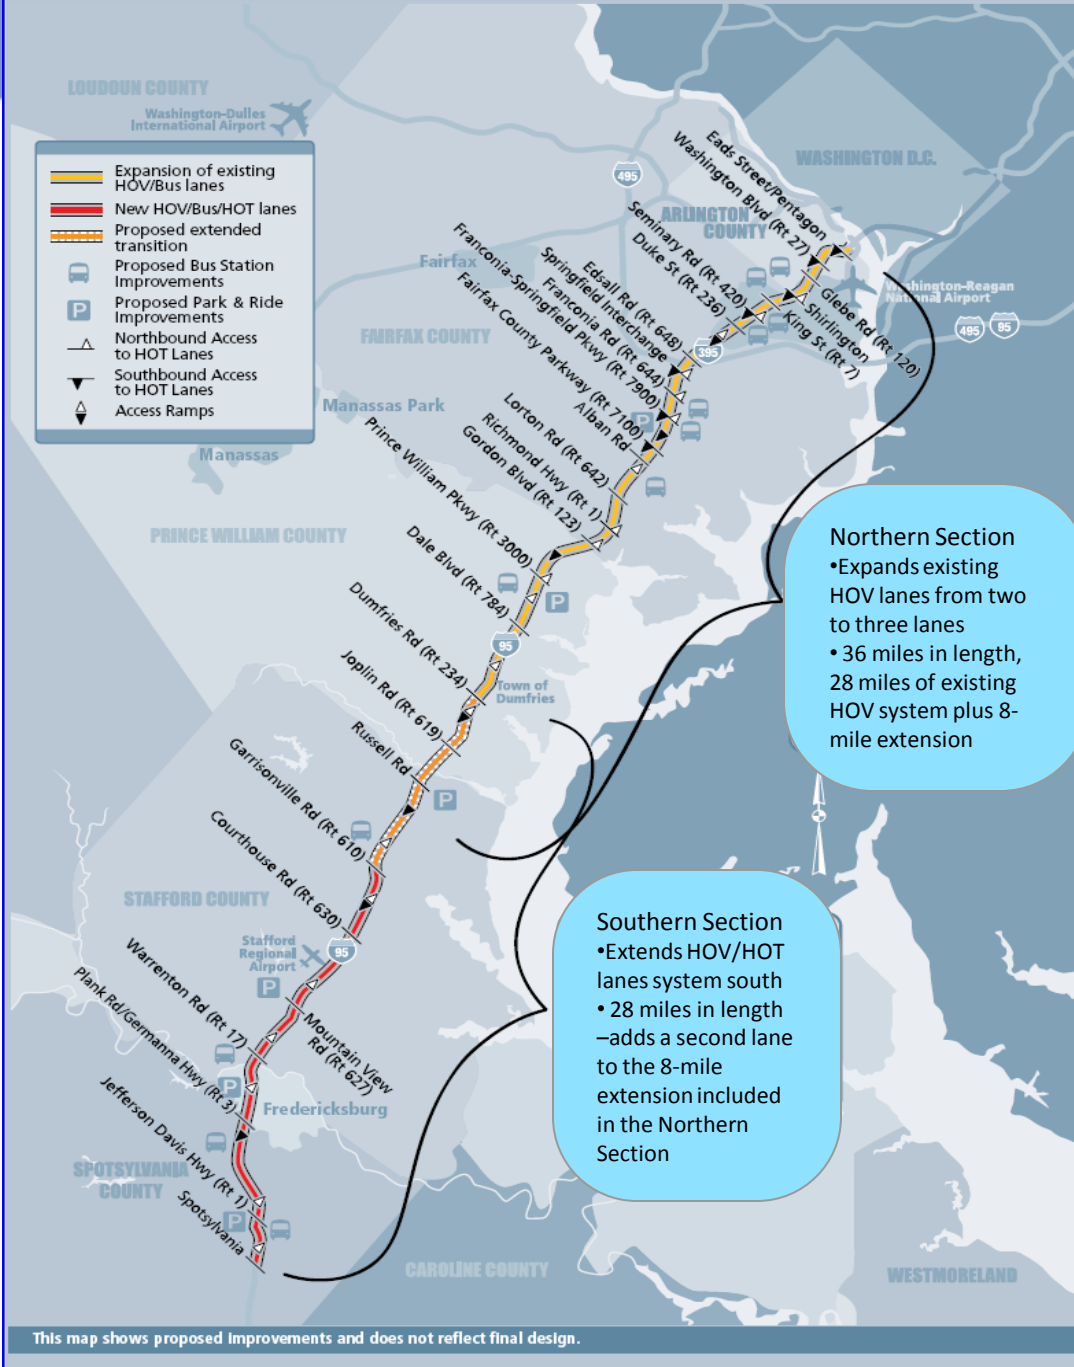 LOUDOUN COUNTY
Washington-Dulles
International Airport
Expansion of existing
HOV/Bus lanes
New HOV/Bus/HOT lanes
Proposed extended
transition
Proposed Bus Station
Improvements
P
Proposed Park & Ride
Improvements
Northbound Access
to HOT Lanes
Southbound Access
to HOT Lanes
Access Ramps
WASHINGTON D.C.
495
ARLINGTON
COUNTY
Eads Street/Pentagon
Washington Blvd (Rt 27)
Seminary Rd (Rt 420)
Duke St (Rt 236)
Glebe Rd (Rt 120)
Shirlington
King St (Rt 7)
Washington-Reagan
National Airport
495
95
395
Fairfax
FAIRFAX COUNTY
Edsall Rd (Rt 648)
Springfield Interchange
Franconia Rd (Rt 644)
Franconia-Springfield Pkwy (Rt 7900)
Fairfax County Parkway (Rt 7100)
Alban Rd
P
Manassas Park
Manassas
Lorton Rd (Rt 642)
Richmond Hwy (Rt 1)
Gordon Blvd (Rt 123)
Prince William Pkwy (Rt 3000)
PRINCE WILLIAM COUNTY
Dale Blvd (Rt 784)
P
95
Dumfries Rd (Rt 234)
Town of
Dumfries
Joplin Rd (Rt 619)
Russell Rd
P
Garrisonville Rd (Rt 610)
Courthouse Rd (Rt 630)
STAFFORD COUNTY
Stafford
Regional
Airport
95
P
Warrenton Rd (Rt 17)
Mountain View
Rd (Rt 627)
Plank Rd/Germanna Hwy (Rt 3)
P
Fredericksburg
Jefferson Davis Hwy (Rt 1)
SPOTSYLVANIA
COUNTY
Spotsylvania
P
CAROLINE COUNTY
WESTMORELAND
Northern Section
•Expands existing
HOV lanes from two
to three lanes
• 36 miles in length,
28 miles of existing
HOV system plus 8-
mile extension
Southern Section
•Extends HOV/HOT
lanes system south
• 28 miles in length
–adds a second lane
to the 8-mile
extension included
in the Northern
Section
This map shows proposed improvements and does not reflect final design.